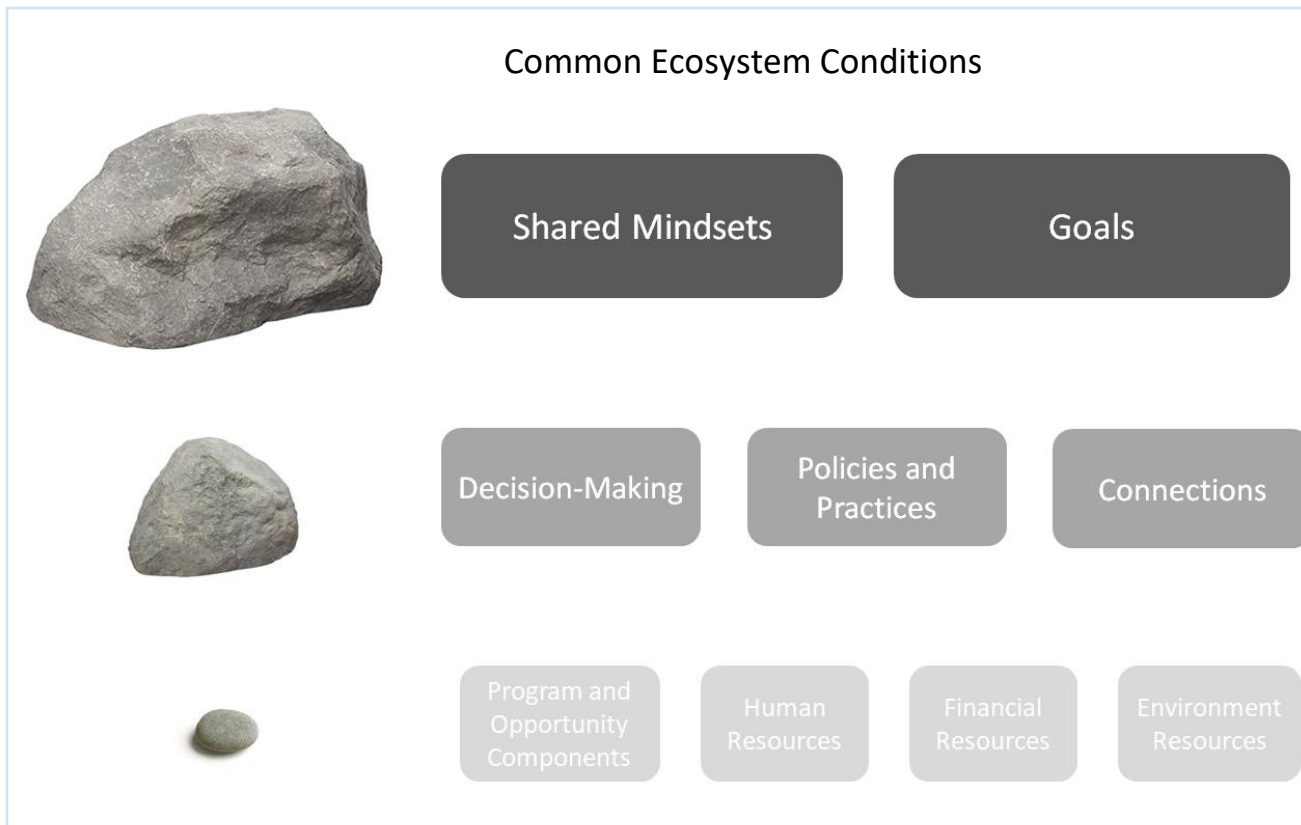 Common Ecosystem Conditions
Shared Mindsets
Goals
Decision-Making
Policies and
Practices
Connections
Program and
Opportunity
Components
Human
Resources
Financial
Resources
Environment
Resources